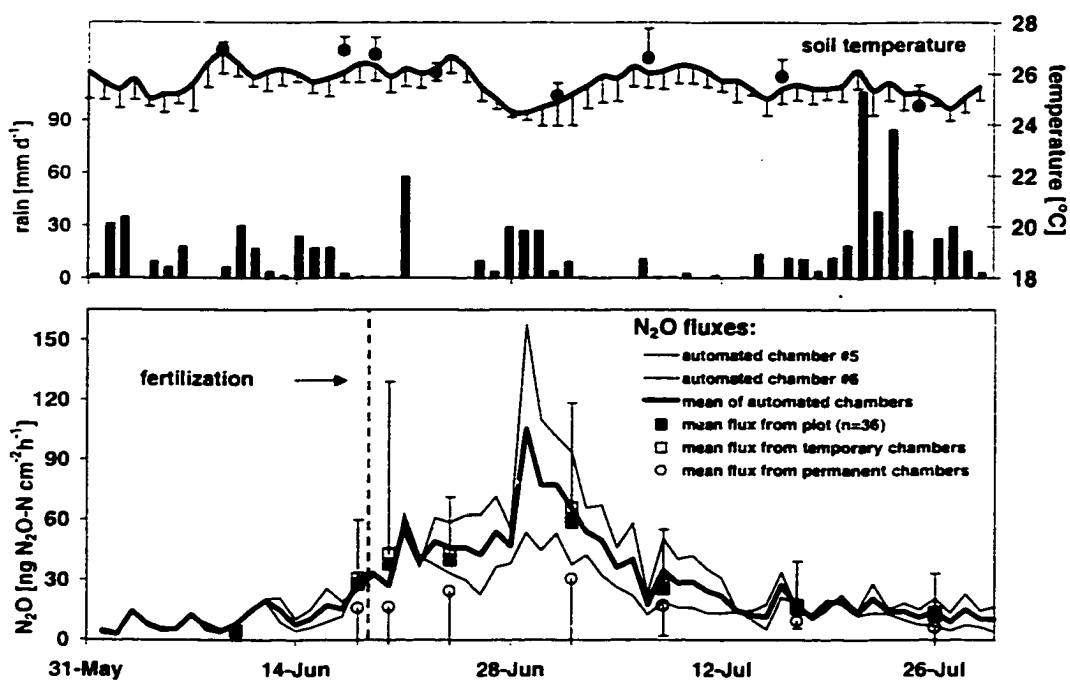 28
soil temperature
26
90
24
60
22
30
20
0
18
rain [mm d⁻¹]
temperature [°C]
N₂O fluxes:
150
automated chamber #5
fertilization
automated chamber #6
120
mean of automated chambers
mean flux from plot (n=36)
90
mean flux from temporary chambers
mean flux from permanent chambers
60
30
0
N₂O [ng N₂O-N cm⁻²h⁻¹]
31-May 14-Jun 28-Jun 12-Jul 26-Jul